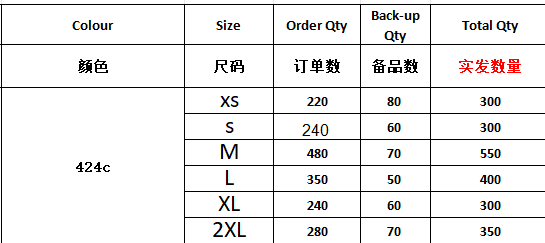 Colour Size Order Qty Back-up Qty Total Qty
颜色 尺码 订单数 备品数 实发数量
424c
XS 220 80 300
S 240 60 300
M 480 70 550
L 350 50 400
XL 240 60 300
2XL 280 70 350